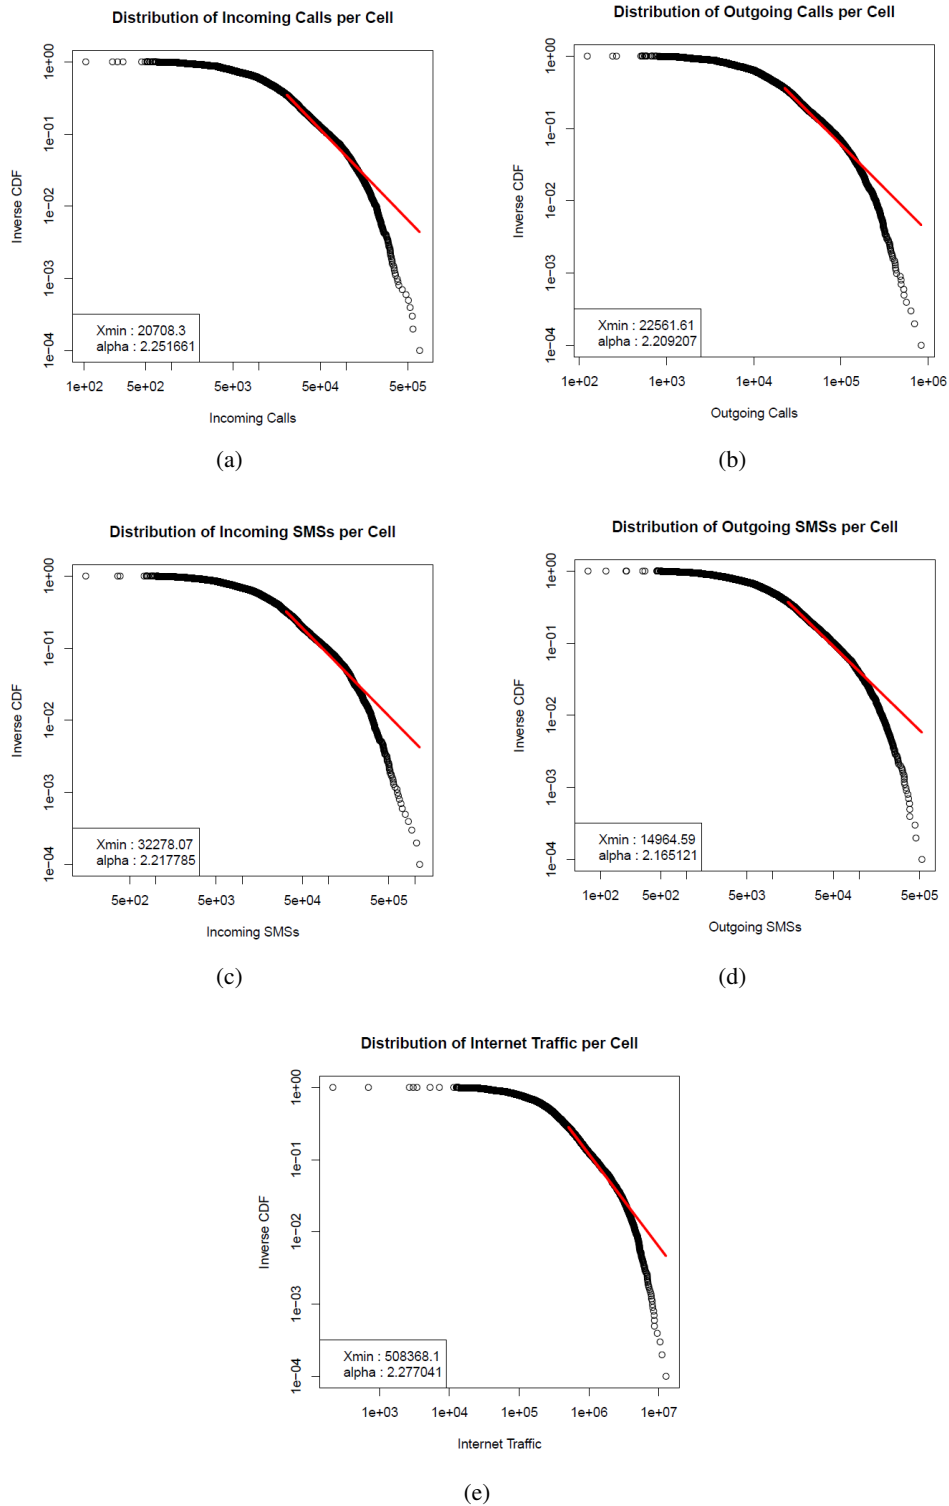 Distribution of Incoming Calls per Cell
Inverse CDF
1e+00
1e−01
1e−02
1e−03
1e−04
Xmin : 20708.3
alpha : 2.251661
1e+02 5e+02 5e+03 5e+04 5e+05
Incoming Calls
(a)
Distribution of Outgoing Calls per Cell
Inverse CDF
1e+00
1e−01
1e−02
1e−03
1e−04
Xmin : 22561.61
alpha : 2.209207
1e+02 1e+03 1e+04 1e+05 1e+06
Outgoing Calls
(b)
Distribution of Incoming SMSs per Cell
Inverse CDF
1e+00
1e−01
1e−02
1e−03
1e−04
Xmin : 32278.07
alpha : 2.217785
5e+02 5e+03 5e+04 5e+05
Incoming SMSs
(c)
Distribution of Outgoing SMSs per Cell
Inverse CDF
1e+00
1e−01
1e−02
1e−03
1e−04
Xmin : 14964.59
alpha : 2.165121
1e+02 5e+02 5e+03 5e+04 5e+05
Outgoing SMSs
(d)
Distribution of Internet Traffic per Cell
Inverse CDF
1e+00
1e−01
1e−02
1e−03
1e−04
Xmin : 508368.1
alpha : 2.277041
1e+03 1e+04 1e+05 1e+06 1e+07
Internet Traffic
(e)